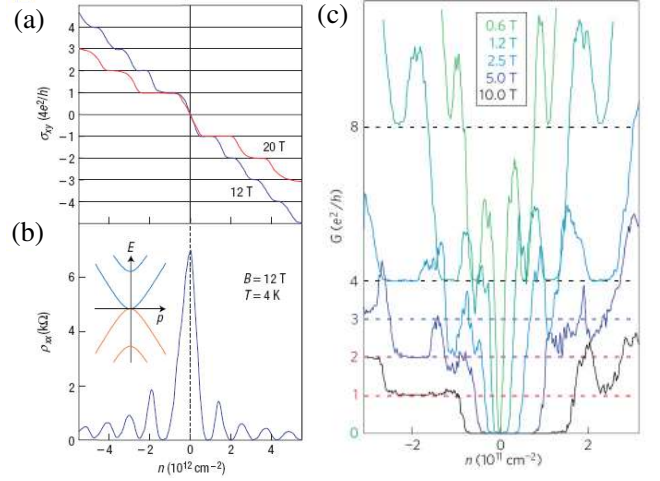 (a)
4
3
2
1
0
−1
−2
−3
−4
σxy (4e²/h)
20 T
12 T
(b)
E
p
B = 12 T
T = 4 K
6
4
2
0
ρxx (kΩ)
−4 −2 0 2 4
n (10¹² cm⁻²)
(c)
0.6 T
1.2 T
2.5 T
5.0 T
10.0 T
8
4
3
2
1
0
G (e²/h)
−2 0 2
n (10¹¹ cm⁻²)